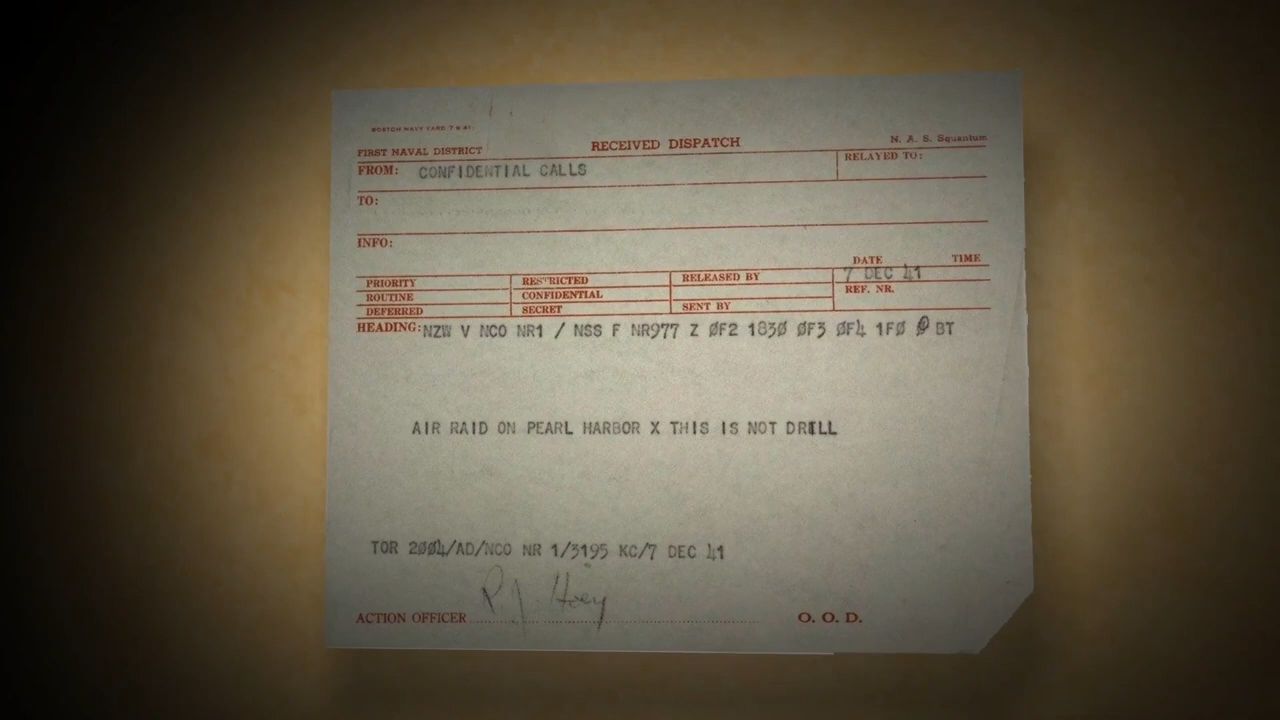 BOSTON NAVY YARD 7 8 41
FIRST NAVAL DISTRICT RECEIVED DISPATCH N. A. S. Squantum
FROM: CONFIDENTIAL CALLS RELAYED TO:
TO:
INFO:
DATE TIME
7 DEC 41
PRIORITY RESTRICTED RELEASED BY REF. NR.
ROUTINE CONFIDENTIAL
DEFERRED SECRET SENT BY
HEADING: NZW V NCO NR1 / NSS F NR977 Z ØF2 183Ø ØF3 ØF4 1FØ Ø BT
AIR RAID ON PEARL HARBOR X THIS IS NOT DRILL
TOR 2ØØ4/AD/NCO NR 1/3195 KC/7 DEC 41
P. J. Hoey
ACTION OFFICER O. O. D.